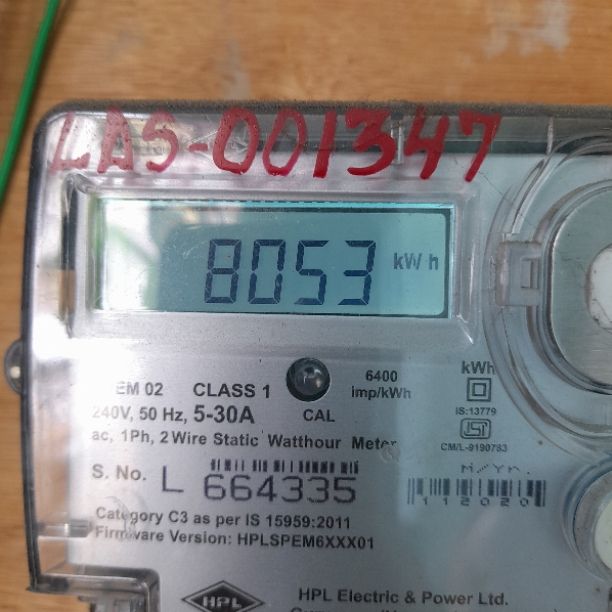 LAS-001347
8053 kWh
EM 02 CLASS 1 6400 imp/kWh kWh
240V, 50 Hz, 5-30A CAL IS:13779
ac, 1Ph, 2 Wire Static Watthour Meter CM/L-9190783
S. No. L 664335 M/Yr.
112020
Category C3 as per IS 15959:2011
Firmware Version: HPLSPEM6XXX01
HPL HPL Electric & Power Ltd.